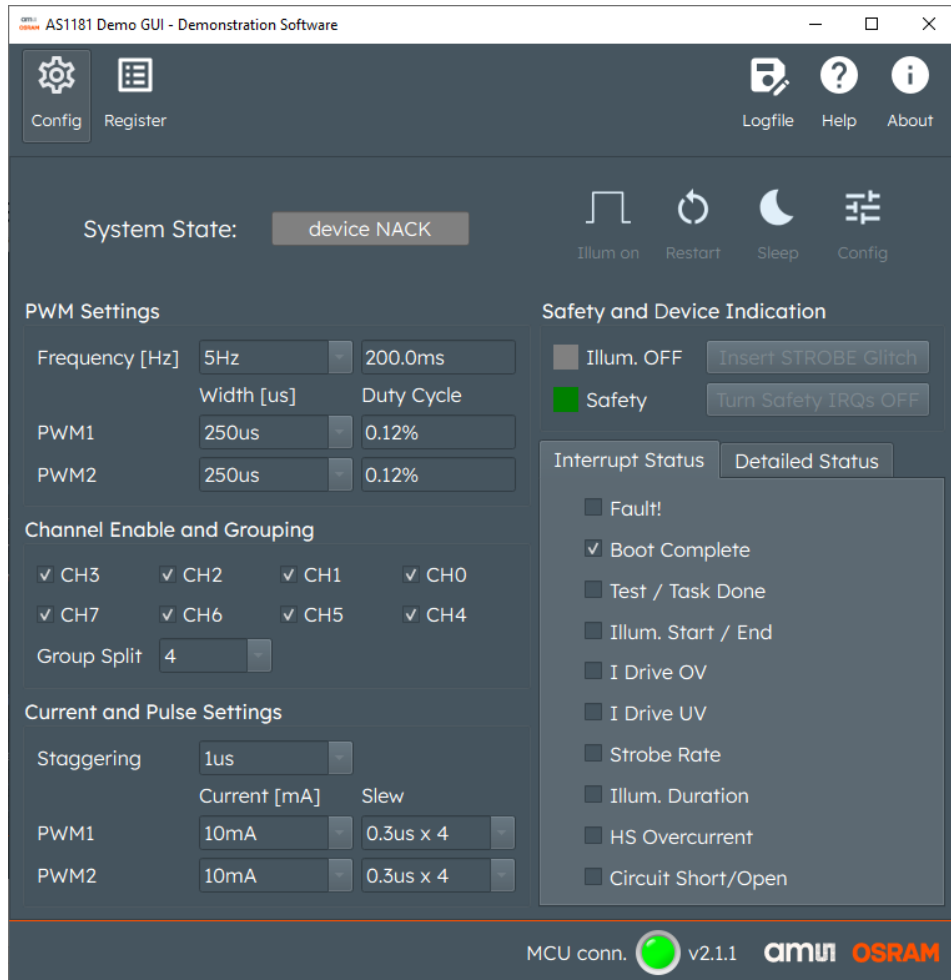 am OSRAM AS1181 Demo GUI - Demonstration Software
Config Register Logfile Help About
System State: device NACK
Illum on Restart Sleep Config
PWM Settings
Frequency [Hz] 5Hz 200.0ms
Width [us] Duty Cycle
PWM1 250us 0.12%
PWM2 250us 0.12%
Channel Enable and Grouping
CH3 CH2 CH1 CH0
CH7 CH6 CH5 CH4
Group Split 4
Current and Pulse Settings
Staggering 1us
Current [mA] Slew
PWM1 10mA 0.3us x 4
PWM2 10mA 0.3us x 4
Safety and Device Indication
Illum. OFF Insert STROBE Glitch
Safety Turn Safety IRQs OFF
Interrupt Status Detailed Status
Fault!
Boot Complete
Test / Task Done
Illum. Start / End
I Drive OV
I Drive UV
Strobe Rate
Illum. Duration
HS Overcurrent
Circuit Short/Open
MCU conn. v2.1.1 amu OSRAM